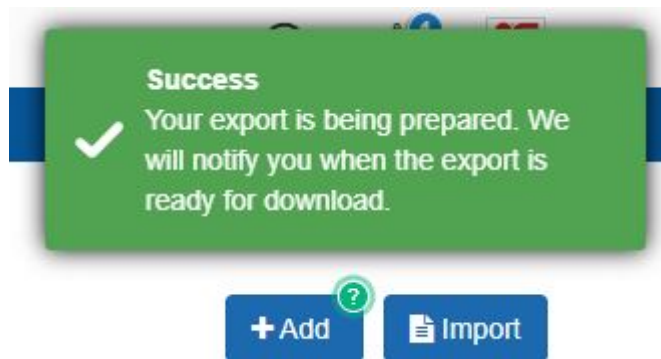 Success
Your export is being prepared. We
will notify you when the export is
ready for download.
?
+ Add
Import